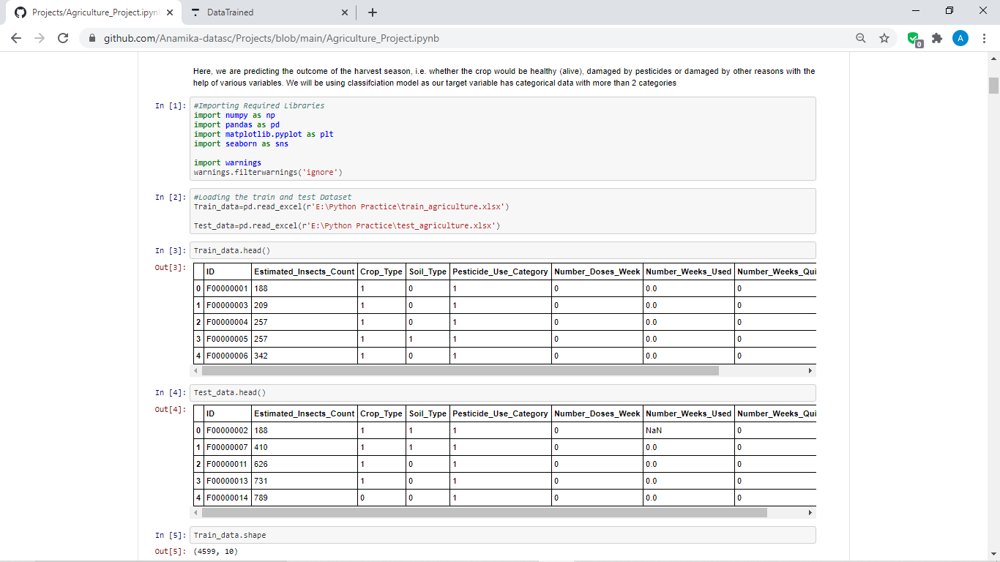 Projects/Agriculture_Project.ipyn
DataTrained
github.com/Anamika-datasc/Projects/blob/main/Agriculture_Project.ipynb
0
A
Here, we are predicting the outcome of the harvest season, i.e. whether the crop would be healthy (alive), damaged by pesticides or damaged by other reasons with the
help of various variables. We will be using classifciation model as our target variable has categorical data with more than 2 categories
In [1]: #Importing Required Libraries
import numpy as np
import pandas as pd
import matplotlib.pyplot as plt
import seaborn as sns
import warnings
warnings.filterwarnings('ignore')
In [2]: #Loading the train and test Dataset
Train_data=pd.read_excel(r'E:\Python Practice\train_agriculture.xlsx')
Test_data=pd.read_excel(r'E:\Python Practice\test_agriculture.xlsx')
In [3]: Train_data.head()
Out[3]:
ID Estimated_Insects_Count Crop_Type Soil_Type Pesticide_Use_Category Number_Doses_Week Number_Weeks_Used Number_Weeks_Qui
0 F00000001 188 1 0 1 0 0.0 0
1 F00000003 209 1 0 1 0 0.0 0
2 F00000004 257 1 0 1 0 0.0 0
3 F00000005 257 1 1 1 0 0.0 0
4 F00000006 342 1 0 1 0 0.0 0
In [4]: Test_data.head()
Out[4]:
ID Estimated_Insects_Count Crop_Type Soil_Type Pesticide_Use_Category Number_Doses_Week Number_Weeks_Used Number_Weeks_Qui
0 F00000002 188 1 1 1 0 NaN 0
1 F00000007 410 1 1 1 0 0.0 0
2 F00000011 626 1 0 1 0 0.0 0
3 F00000013 731 1 0 1 0 0.0 0
4 F00000014 789 0 0 1 0 0.0 0
In [5]: Train_data.shape
Out[5]: (4599, 10)